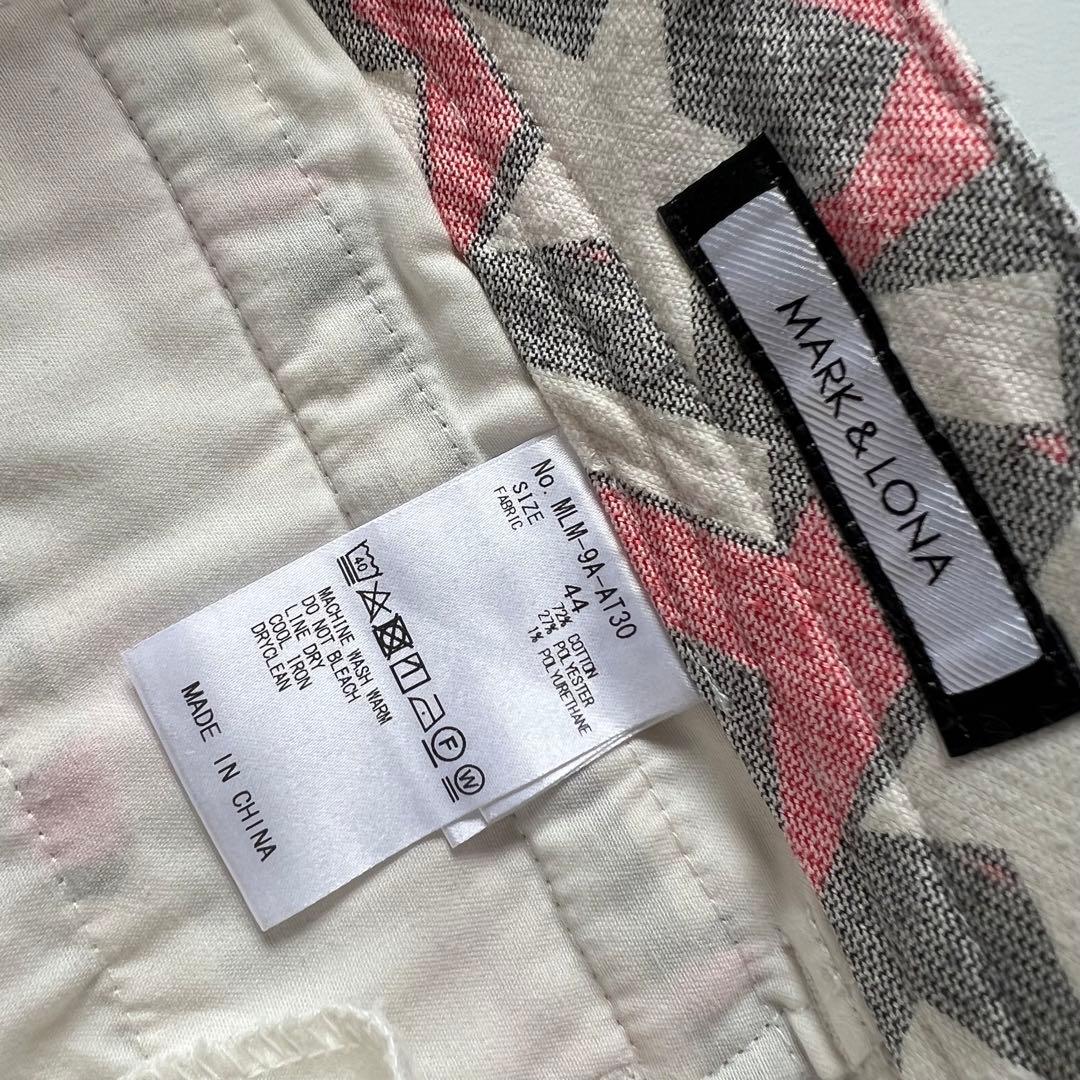 MARK & LONA
No. MLM-9A-AT30
SIZE 44
FABRIC 72% COTTON
27% POLYESTER
1% POLYURETHANE
40
F
W
MACHINE WASH WARM
DO NOT BLEACH
LINE DRY
COOL IRON
DRYCLEAN
MADE IN CHINA